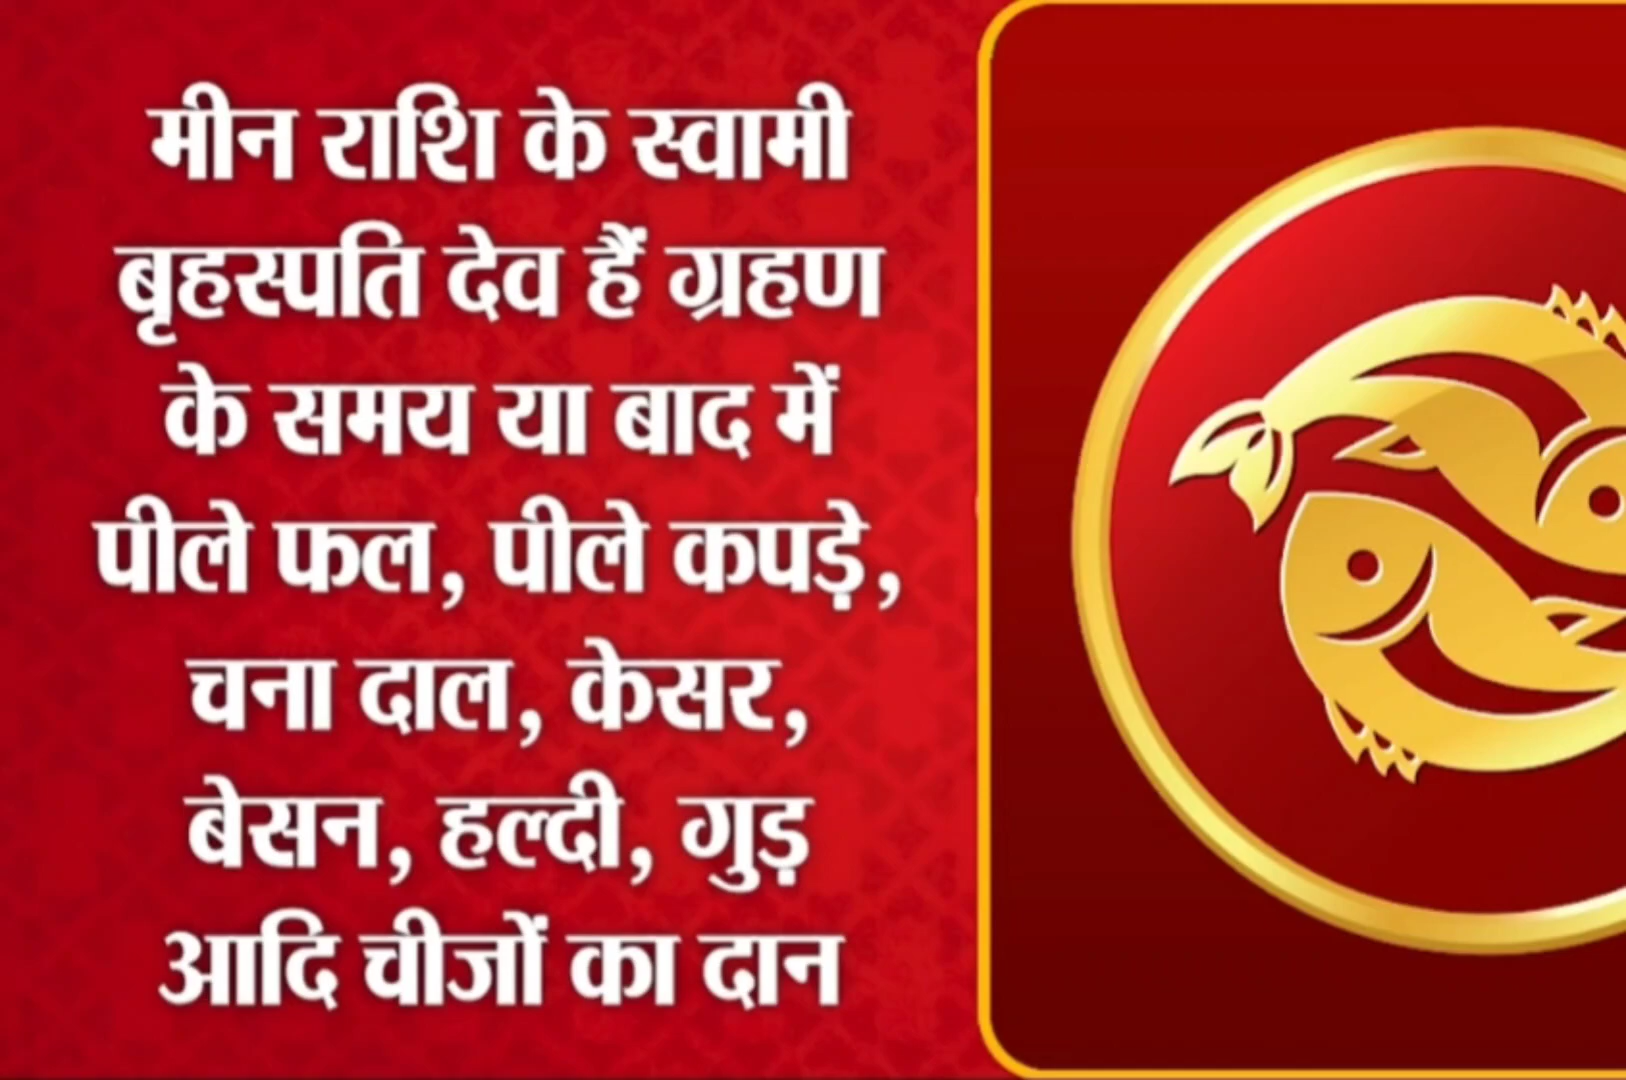 मीन राशि के स्वामी
बृहस्पति देव हैं ग्रहण
के समय या बाद में
पीले फल, पीले कपड़े,
चना दाल, केसर,
बेसन, हल्दी, गुड़
आदि चीजों का दान